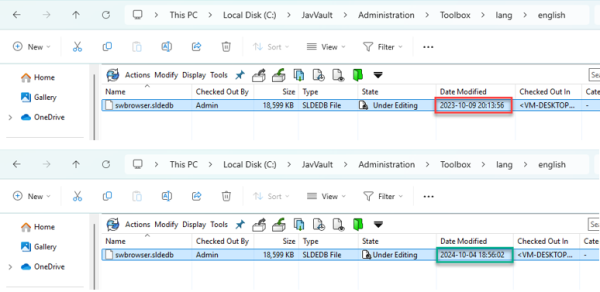 This PC > Local Disk (C:) > JavVault > Administration > Toolbox > lang > english
New Sort View Filter ...
Home Actions Modify Display Tools
Gallery Name Checked Out By Size Type State Date Modified Checked Out In Cate
OneDrive swbrowser.sldedb Admin 18,599 KB SLDEDB File Under Editing 2023-10-09 20:13:56 <VM-DESKTOP... -
This PC > Local Disk (C:) > JavVault > Administration > Toolbox > lang > english
New Sort View Filter ...
Home Actions Modify Display Tools Sea
Gallery Name Checked Out By Size Type State Date Modified Checked Out In Cate
OneDrive swbrowser.sldedb Admin 18,599 KB SLDEDB File Under Editing 2024-10-04 18:56:02 <VM-DESKTOP... -